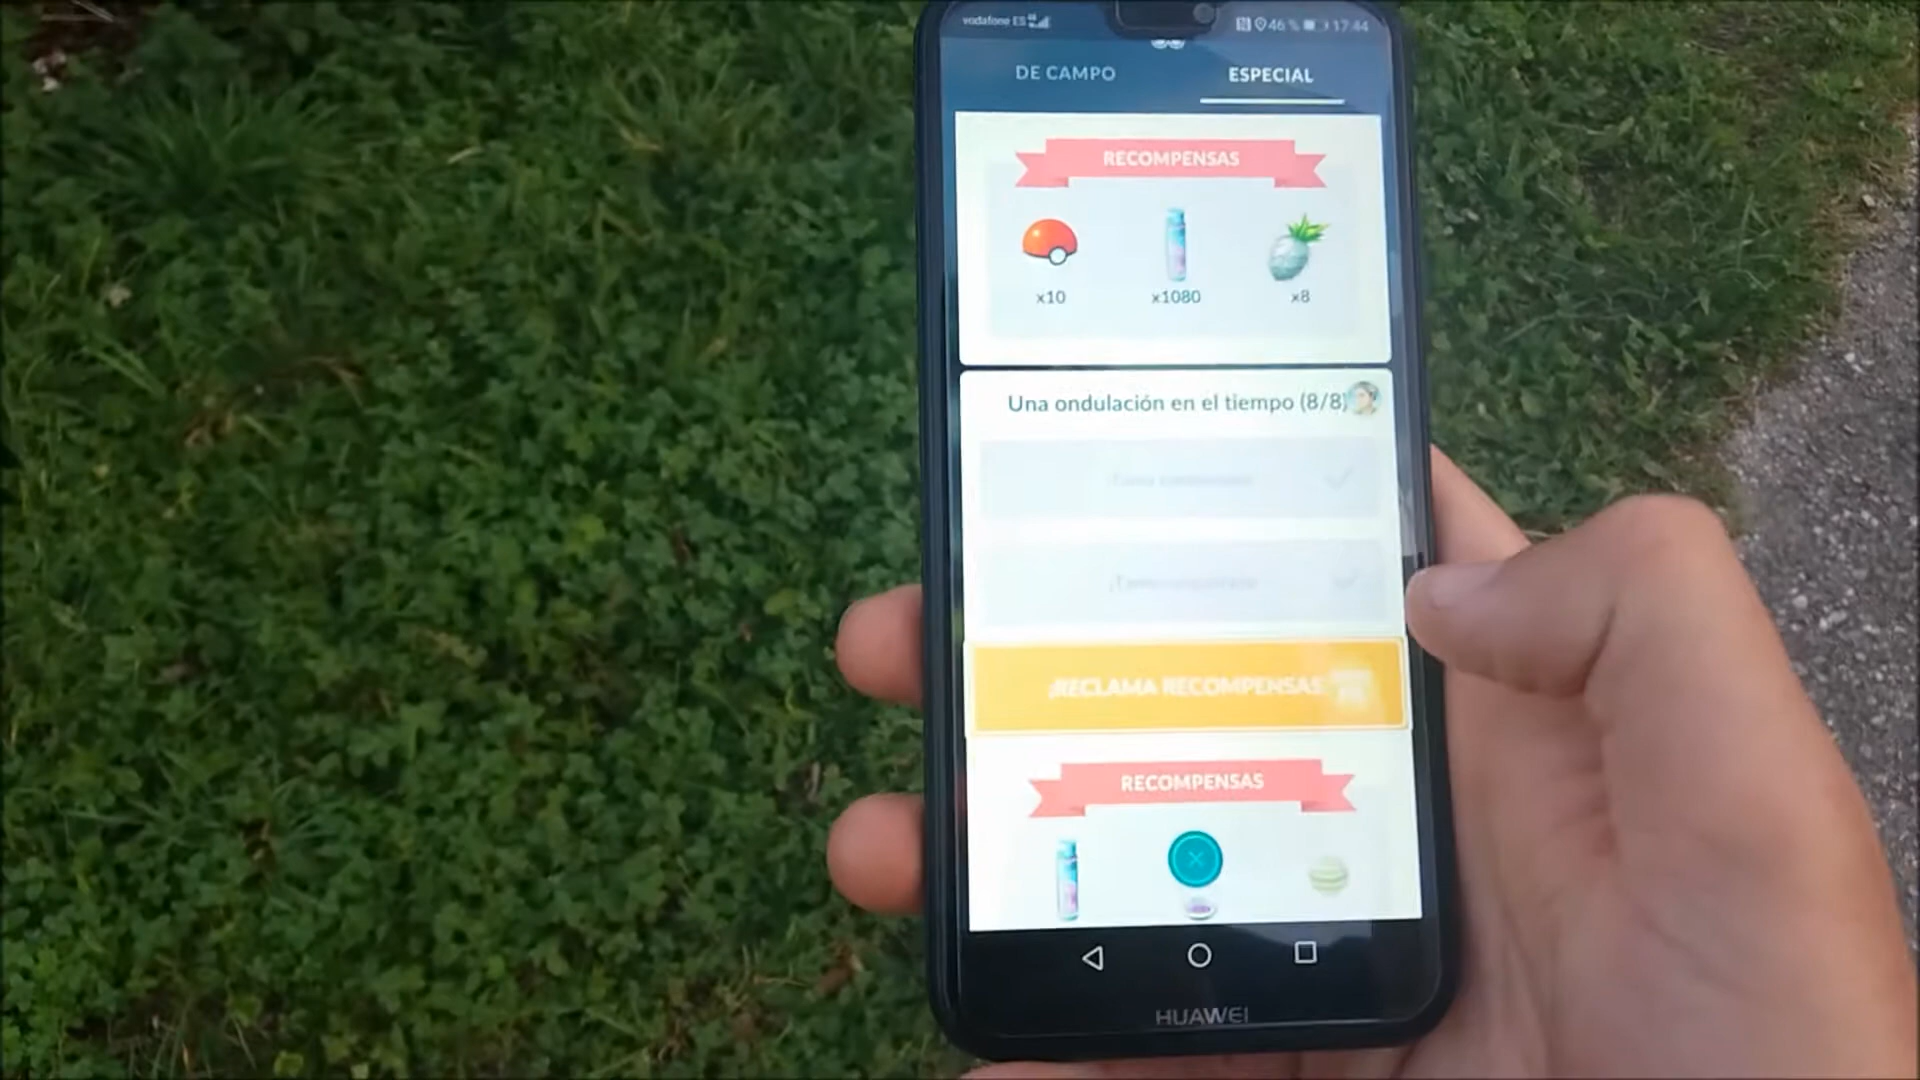 vodafone ES
46 % 17:44
DE CAMPO
ESPECIAL
RECOMPENSAS
x10
x1080
x8
Una ondulación en el tiempo (8/8)
¡RECLAMA RECOMPENSAS!
RECOMPENSAS
HUAWEI